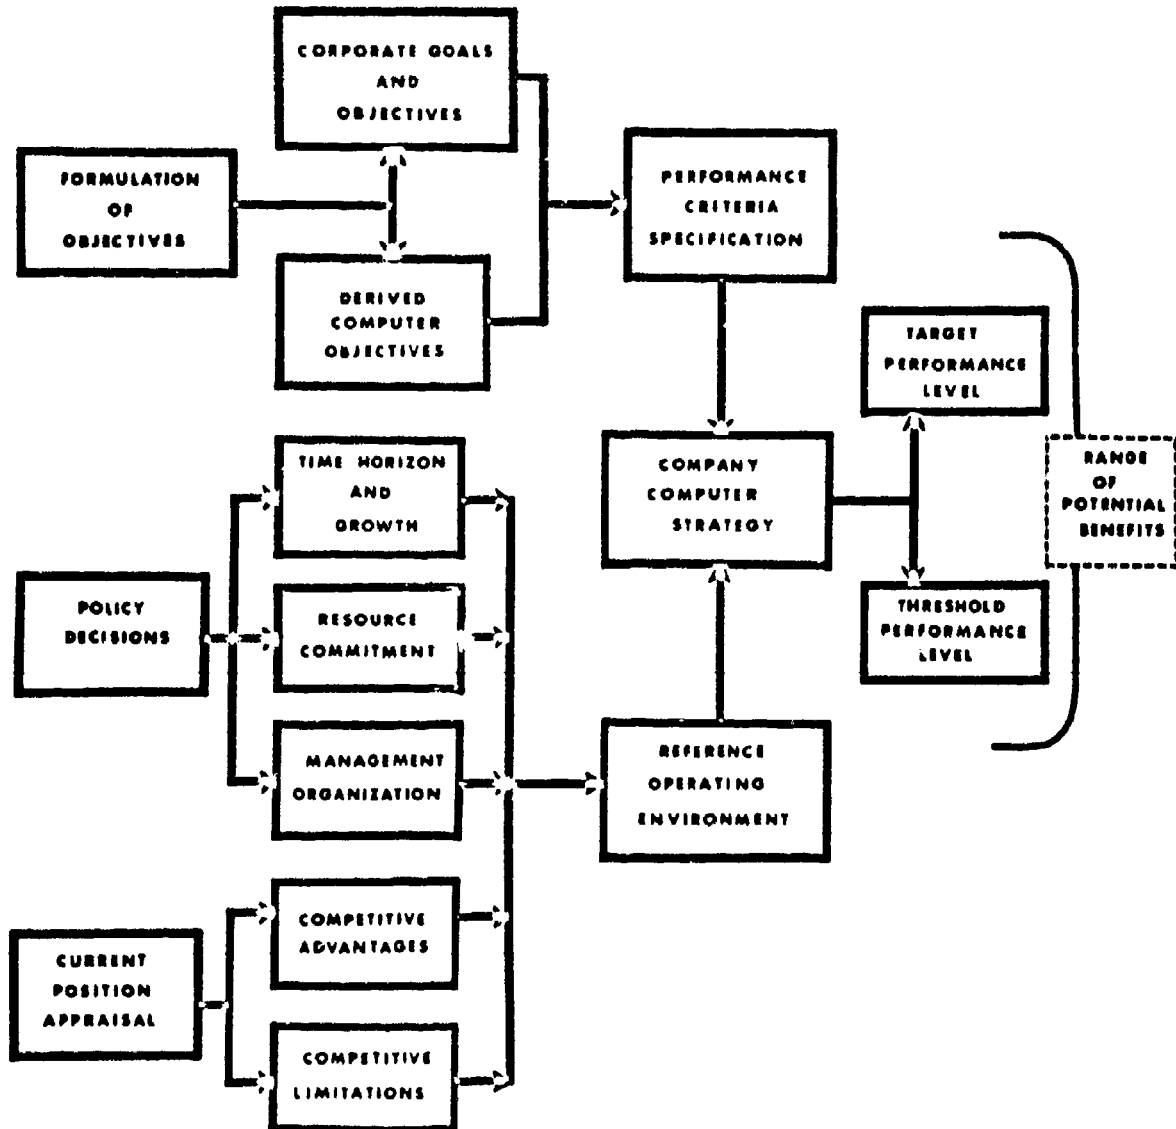 CORPORATE GOALS
AND
OBJECTIVES
FORMULATION
OF
OBJECTIVES
PERFORMANCE
CRITERIA
SPECIFICATION
DERIVED
COMPUTER
OBJECTIVES
TARGET
PERFORMANCE
LEVEL
TIME HORIZON
AND
GROWTH
COMPANY
COMPUTER
STRATEGY
RANGE
OF
POTENTIAL
BENEFITS
POLICY
DECISIONS
RESOURCE
COMMITMENT
THRESHOLD
PERFORMANCE
LEVEL
MANAGEMENT
ORGANIZATION
REFERENCE
OPERATING
ENVIRONMENT
COMPETITIVE
ADVANTAGES
CURRENT
POSITION
APPRAISAL
COMPETITIVE
LIMITATIONS